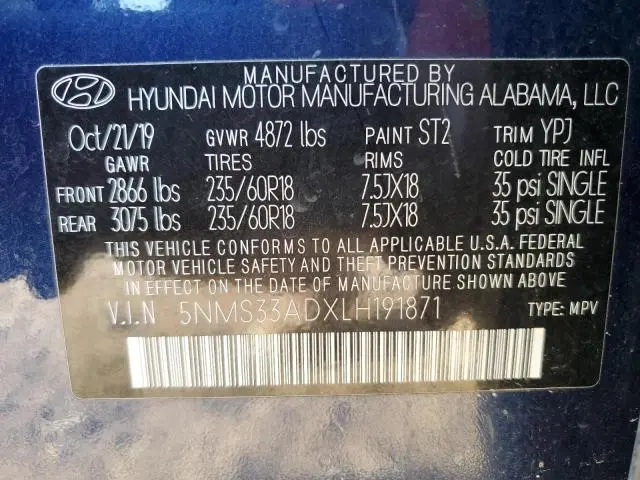 MANUFACTURED BY
HYUNDAI MOTOR MANUFACTURING ALABAMA, LLC
Oct/21/19 GVWR 4872 lbs PAINT ST2 TRIM YPJ
GAWR TIRES RIMS COLD TIRE INFL
FRONT 2866 lbs 235/60R18 7.5JX18 35 psi SINGLE
REAR 3075 lbs 235/60R18 7.5JX18 35 psi SINGLE
THIS VEHICLE CONFORMS TO ALL APPLICABLE U.S.A. FEDERAL
MOTOR VEHICLE SAFETY AND THEFT PREVENTION STANDARDS
IN EFFECT ON THE DATE OF MANUFACTURE SHOWN ABOVE.
V.I.N 5NMS33ADXLH191871 TYPE: MPV